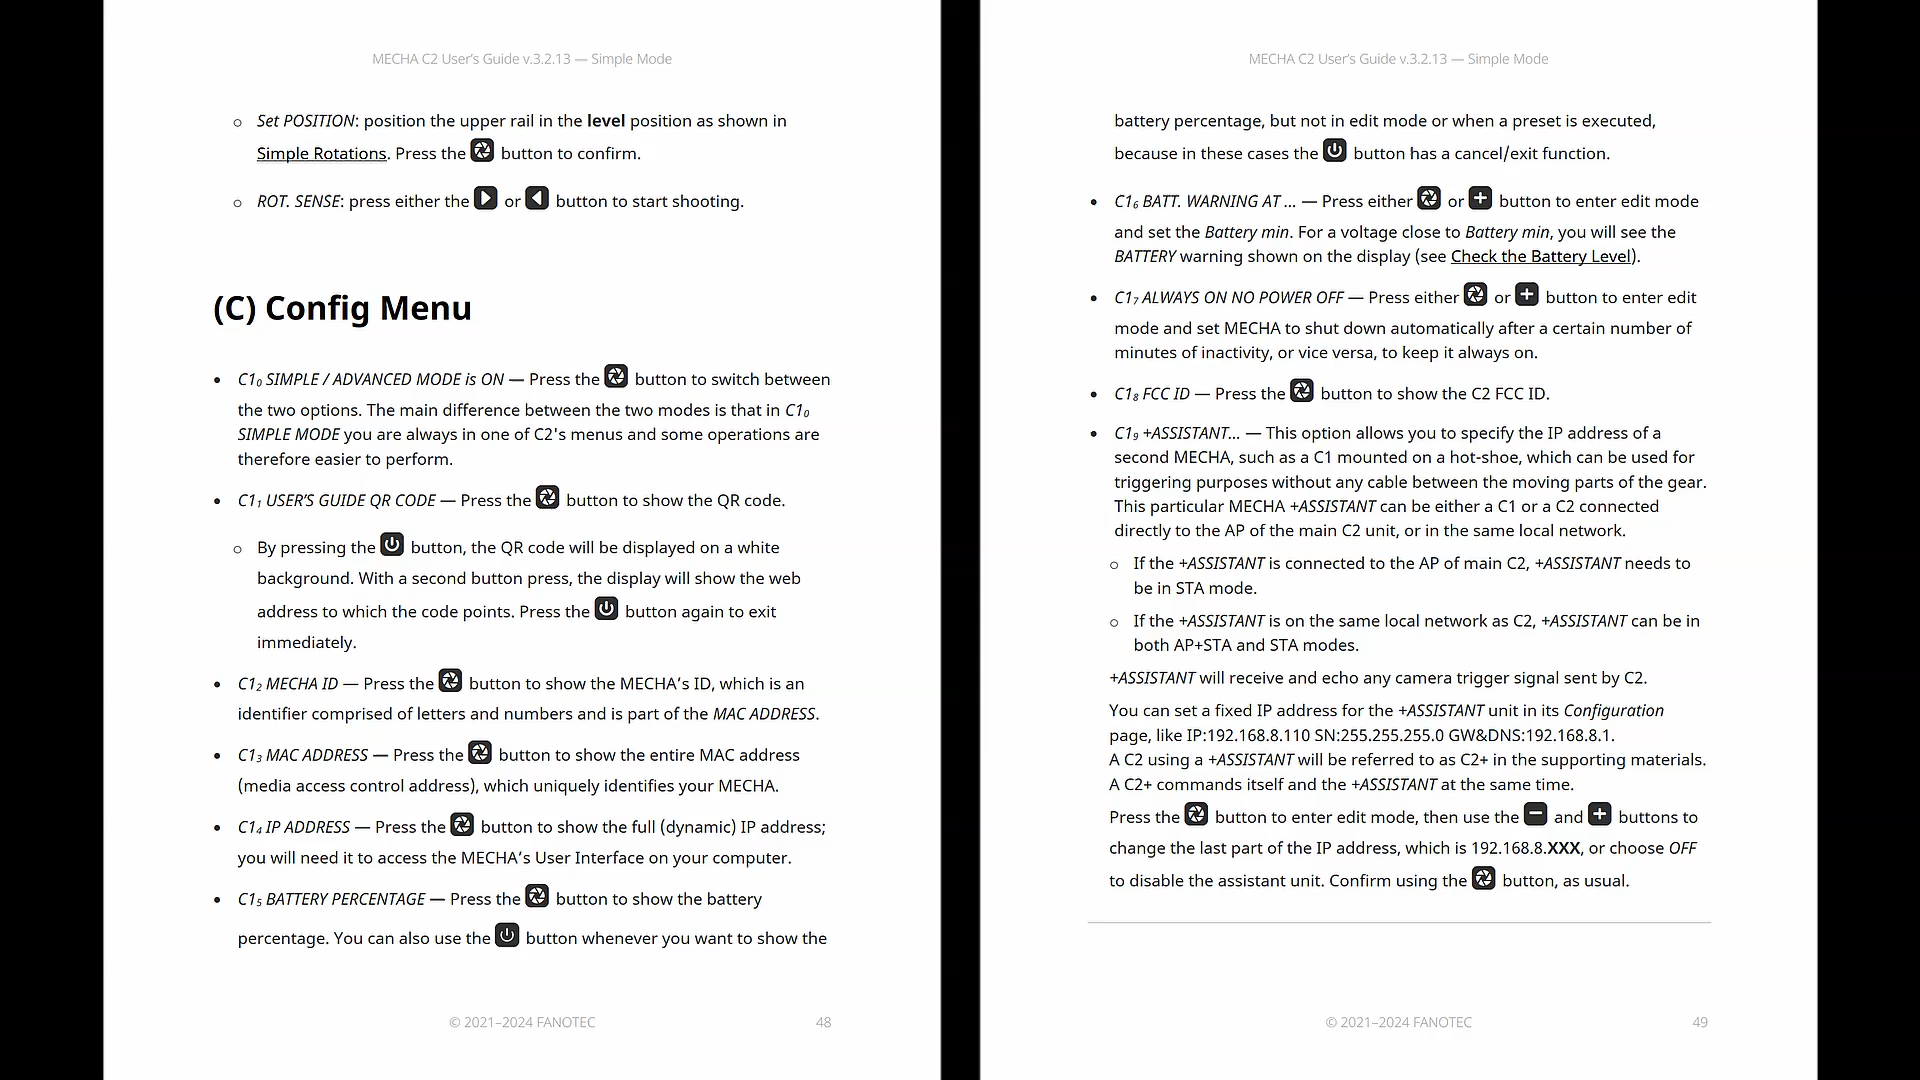 MECHA C2 User's Guide v.3.2.13 — Simple Mode
○ Set POSITION: position the upper rail in the level position as shown in
Simple Rotations. Press the button to confirm.
○ ROT. SENSE: press either the or button to start shooting.
(C) Config Menu
• C1₀ SIMPLE / ADVANCED MODE is ON — Press the button to switch between
the two options. The main difference between the two modes is that in C1₀
SIMPLE MODE you are always in one of C2's menus and some operations are
therefore easier to perform.
• C1₁ USER'S GUIDE QR CODE — Press the button to show the QR code.
○ By pressing the button, the QR code will be displayed on a white
background. With a second button press, the display will show the web
address to which the code points. Press the button again to exit
immediately.
• C1₂ MECHA ID — Press the button to show the MECHA's ID, which is an
identifier comprised of letters and numbers and is part of the MAC ADDRESS.
• C1₃ MAC ADDRESS — Press the button to show the entire MAC address
(media access control address), which uniquely identifies your MECHA.
• C1₄ IP ADDRESS — Press the button to show the full (dynamic) IP address;
you will need it to access the MECHA's User Interface on your computer.
• C1₅ BATTERY PERCENTAGE — Press the button to show the battery
percentage. You can also use the button whenever you want to show the
© 2021–2024 FANOTEC 48
MECHA C2 User's Guide v.3.2.13 — Simple Mode
battery percentage, but not in edit mode or when a preset is executed,
because in these cases the button has a cancel/exit function.
• C1₆ BATT. WARNING AT ... — Press either or button to enter edit mode
and set the Battery min. For a voltage close to Battery min, you will see the
BATTERY warning shown on the display (see Check the Battery Level).
• C1₇ ALWAYS ON NO POWER OFF — Press either or button to enter edit
mode and set MECHA to shut down automatically after a certain number of
minutes of inactivity, or vice versa, to keep it always on.
• C1₈ FCC ID — Press the button to show the C2 FCC ID.
• C1₉ +ASSISTANT... — This option allows you to specify the IP address of a
second MECHA, such as a C1 mounted on a hot-shoe, which can be used for
triggering purposes without any cable between the moving parts of the gear.
This particular MECHA +ASSISTANT can be either a C1 or a C2 connected
directly to the AP of the main C2 unit, or in the same local network.
○ If the +ASSISTANT is connected to the AP of main C2, +ASSISTANT needs to
be in STA mode.
○ If the +ASSISTANT is on the same local network as C2, +ASSISTANT can be in
both AP+STA and STA modes.
+ASSISTANT will receive and echo any camera trigger signal sent by C2.
You can set a fixed IP address for the +ASSISTANT unit in its Configuration
page, like IP:192.168.8.110 SN:255.255.255.0 GW&DNS:192.168.8.1.
A C2 using a +ASSISTANT will be referred to as C2+ in the supporting materials.
A C2+ commands itself and the +ASSISTANT at the same time.
Press the button to enter edit mode, then use the and buttons to
change the last part of the IP address, which is 192.168.8.XXX, or choose OFF
to disable the assistant unit. Confirm using the button, as usual.
© 2021–2024 FANOTEC 49